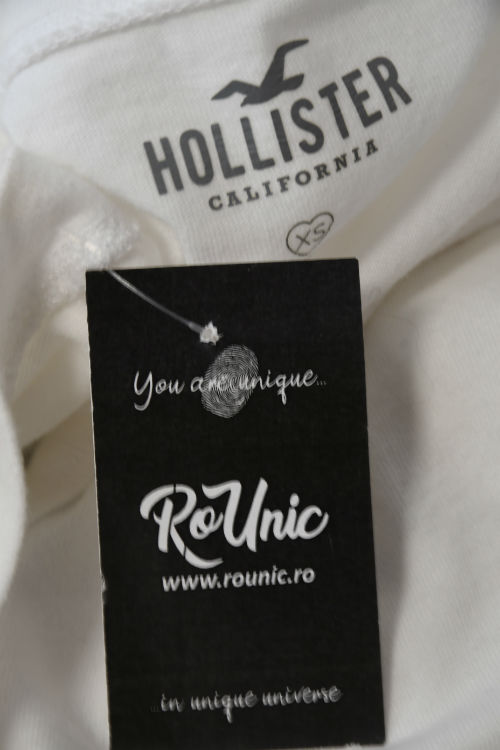 HOLLISTER
CALIFORNIA
XS
You are unique...
RoUnic
www.rounic.ro
...in unique universe